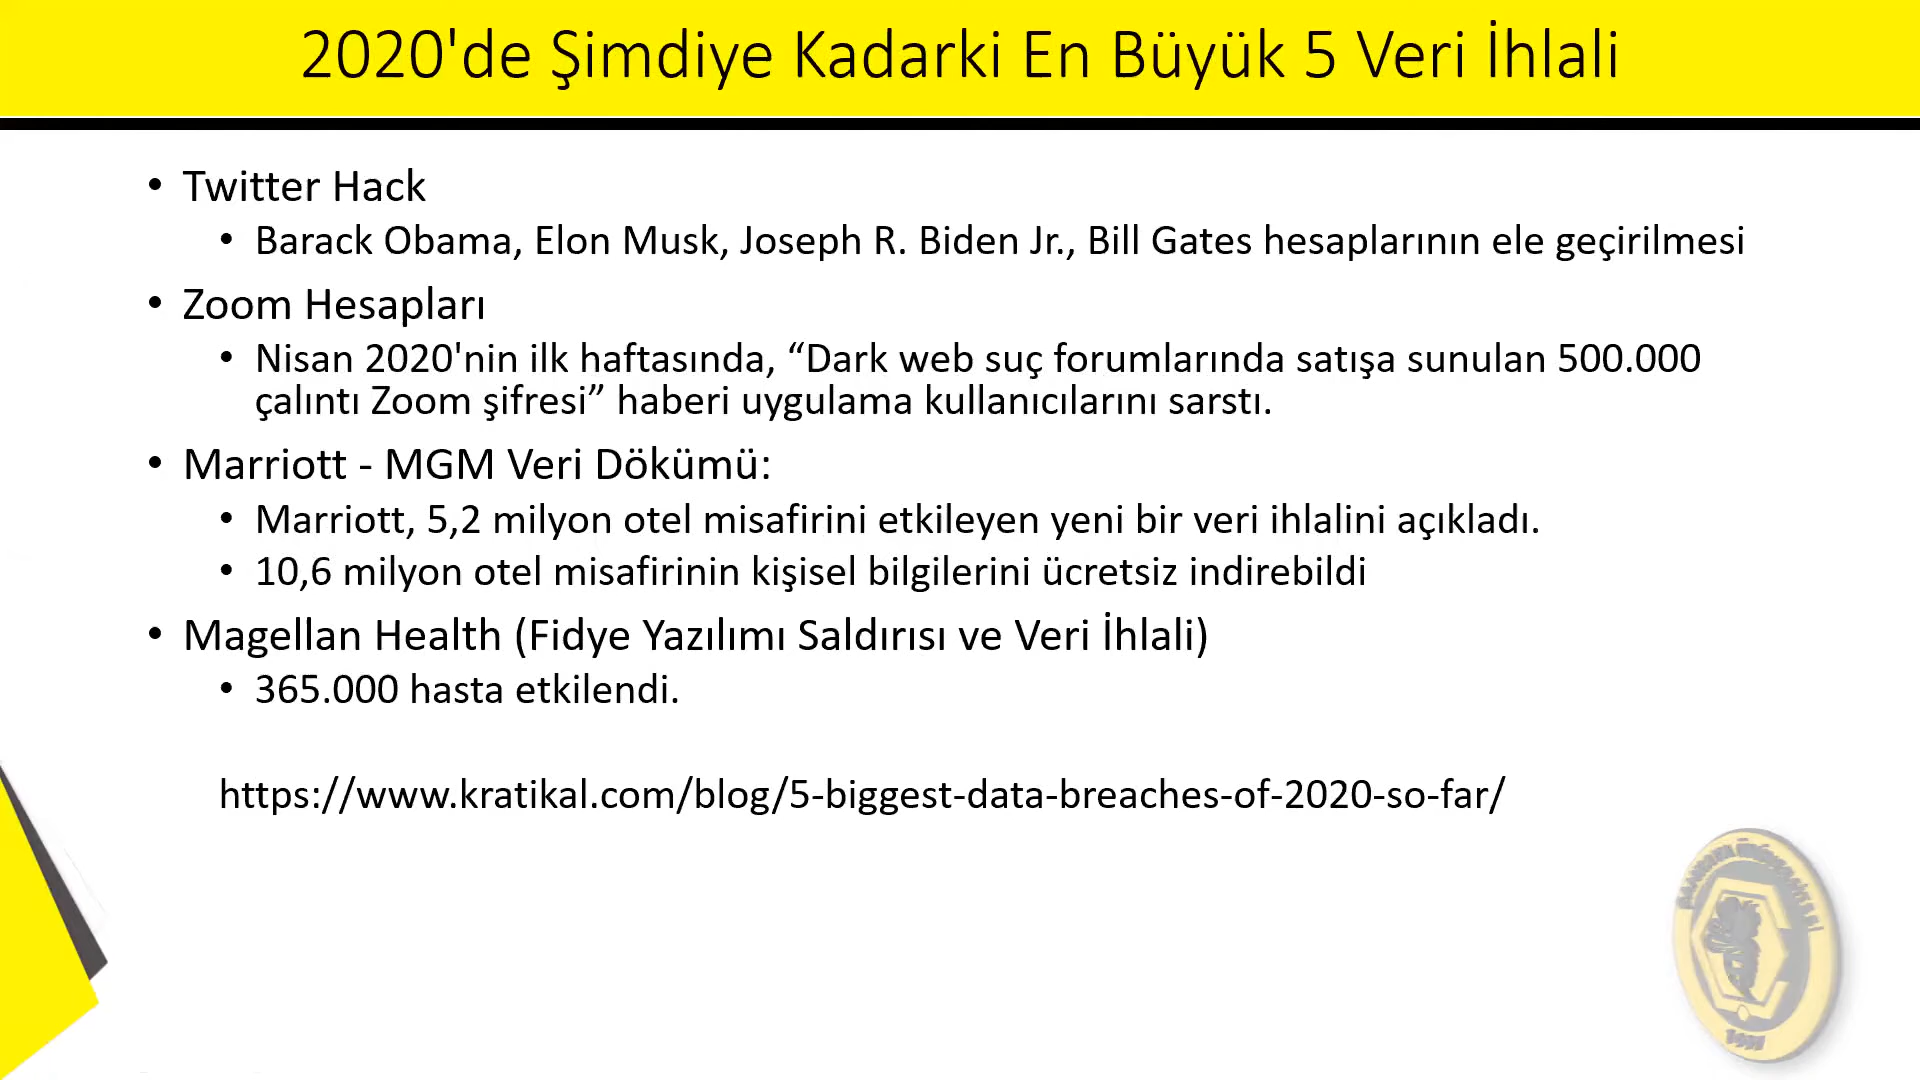 2020'de Şimdiye Kadarki En Büyük 5 Veri İhlali
• Twitter Hack
• Barack Obama, Elon Musk, Joseph R. Biden Jr., Bill Gates hesaplarının ele geçirilmesi
• Zoom Hesapları
• Nisan 2020'nin ilk haftasında, “Dark web suç forumlarında satışa sunulan 500.000
çalıntı Zoom şifresi” haberi uygulama kullanıcılarını sarstı.
• Marriott - MGM Veri Dökümü:
• Marriott, 5,2 milyon otel misafirini etkileyen yeni bir veri ihlalini açıkladı.
• 10,6 milyon otel misafirinin kişisel bilgilerini ücretsiz indirebildi
• Magellan Health (Fidye Yazılımı Saldırısı ve Veri İhlali)
• 365.000 hasta etkilendi.
https://www.kratikal.com/blog/5-biggest-data-breaches-of-2020-so-far/